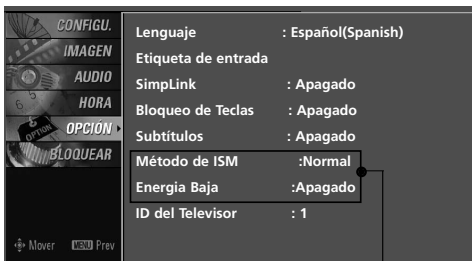 CONFIGU.
IMAGEN
AUDIO
HORA
OPCIÓN
BLOQUEAR
Mover MENU Prev
Lenguaje : Español(Spanish)
Etiqueta de entrada
SimpLink : Apagado
Bloqueo de Teclas : Apagado
Subtítulos : Apagado
Método de ISM :Normal
Energia Baja :Apagado
ID del Televisor : 1